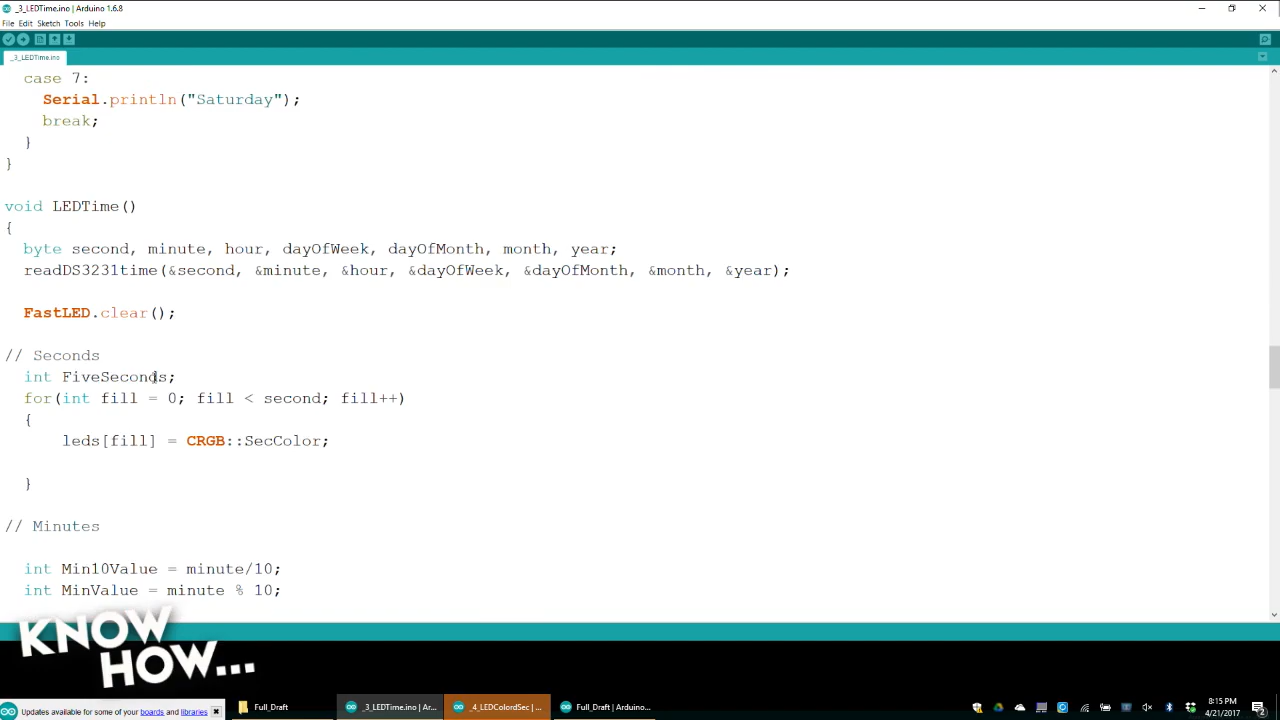 _3_LEDTime.ino | Arduino 1.6.8
File Edit Sketch Tools Help
_3_LEDTime.ino
case 7:
Serial.println("Saturday");
break;
}
}
void LEDTime()
{
byte second, minute, hour, dayOfWeek, dayOfMonth, month, year;
readDS3231time(&second, &minute, &hour, &dayOfWeek, &dayOfMonth, &month, &year);
FastLED.clear();
// Seconds
int FiveSeconds;
for(int fill = 0; fill < second; fill++)
{
leds[fill] = CRGB::SecColor;
}
// Minutes
int Min10Value = minute/10;
int MinValue = minute % 10;
KNOW
HOW...
Updates available for some of your boards and libraries
Full_Draft
_3_LEDTime.ino | Ar...
_4_LEDColordSec | ...
Full_Draft | Arduino...
8:15 PM
4/21/2017